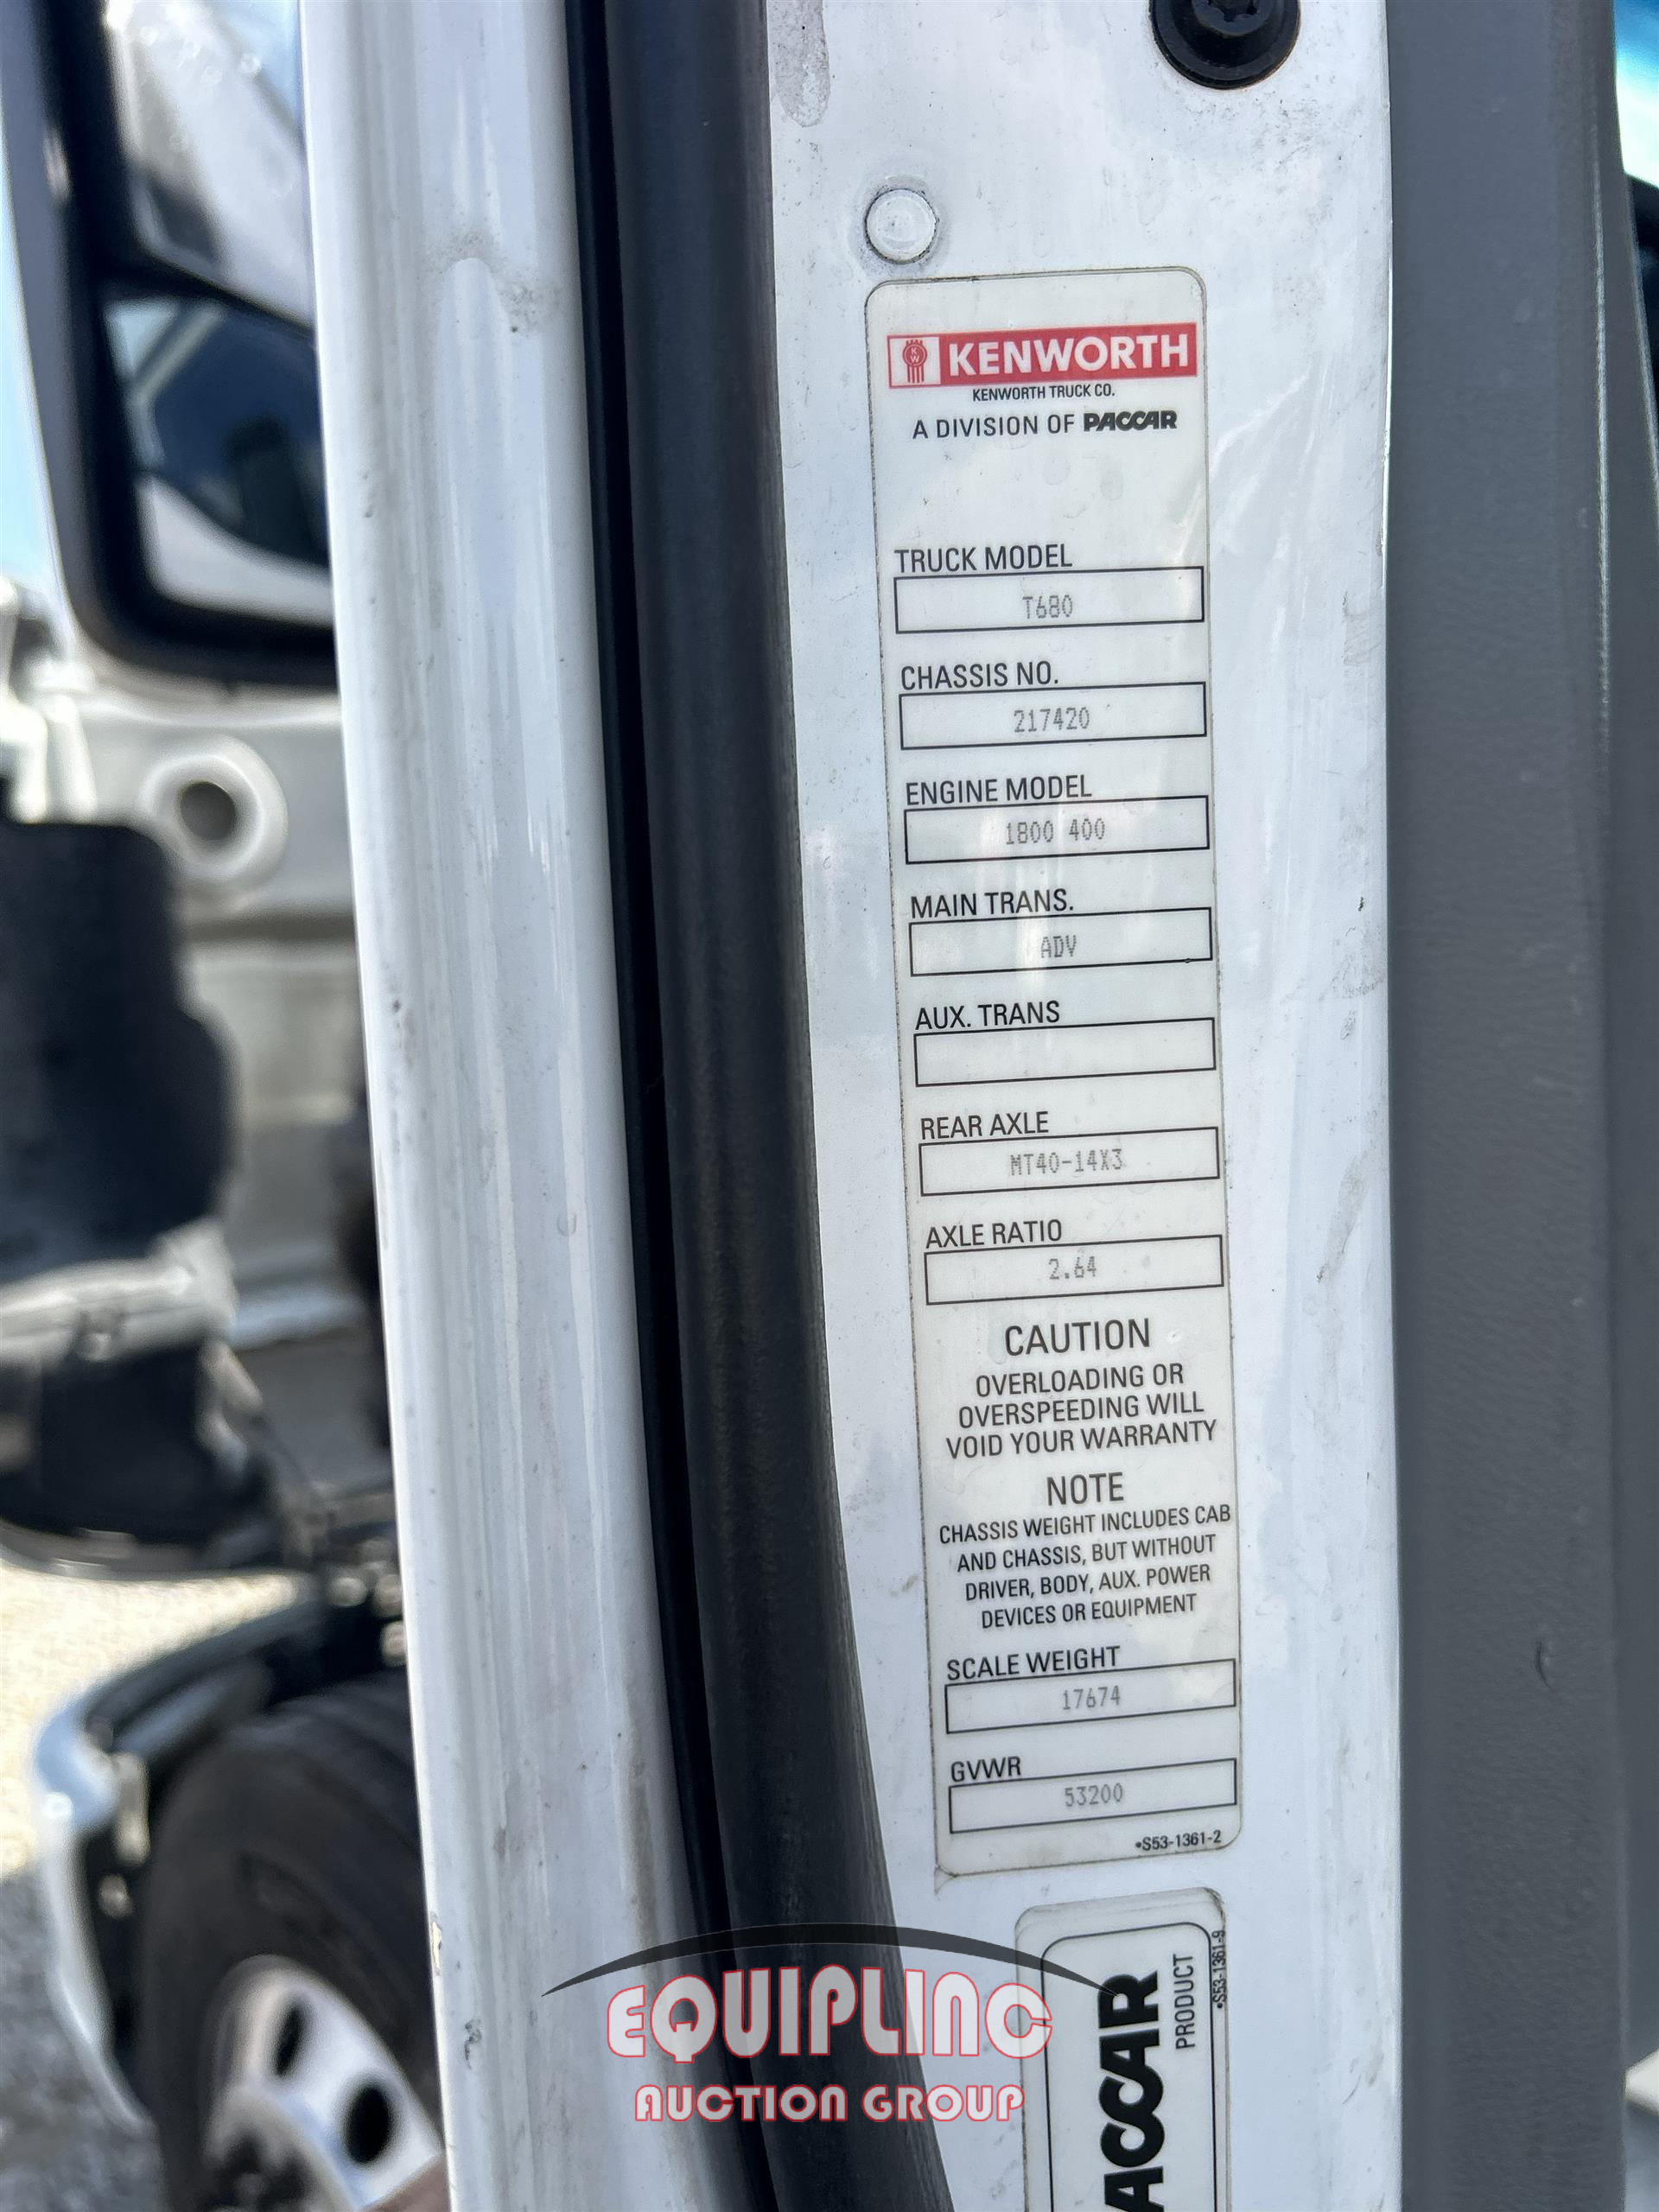 KW KENWORTH
KENWORTH TRUCK CO.
A DIVISION OF PACCAR
TRUCK MODEL
T680
CHASSIS NO.
217420
ENGINE MODEL
1800 400
MAIN TRANS.
ADV
AUX. TRANS
REAR AXLE
MT40-14X3
AXLE RATIO
2.64
CAUTION
OVERLOADING OR
OVERSPEEDING WILL
VOID YOUR WARRANTY
NOTE
CHASSIS WEIGHT INCLUDES CAB
AND CHASSIS, BUT WITHOUT
DRIVER, BODY, AUX. POWER
DEVICES OR EQUIPMENT
SCALE WEIGHT
17674
GVWR
53200
•S53-1361-2
ACCAR
PRODUCT
•S53-1361-9
EQUIPLINC
AUCTION GROUP